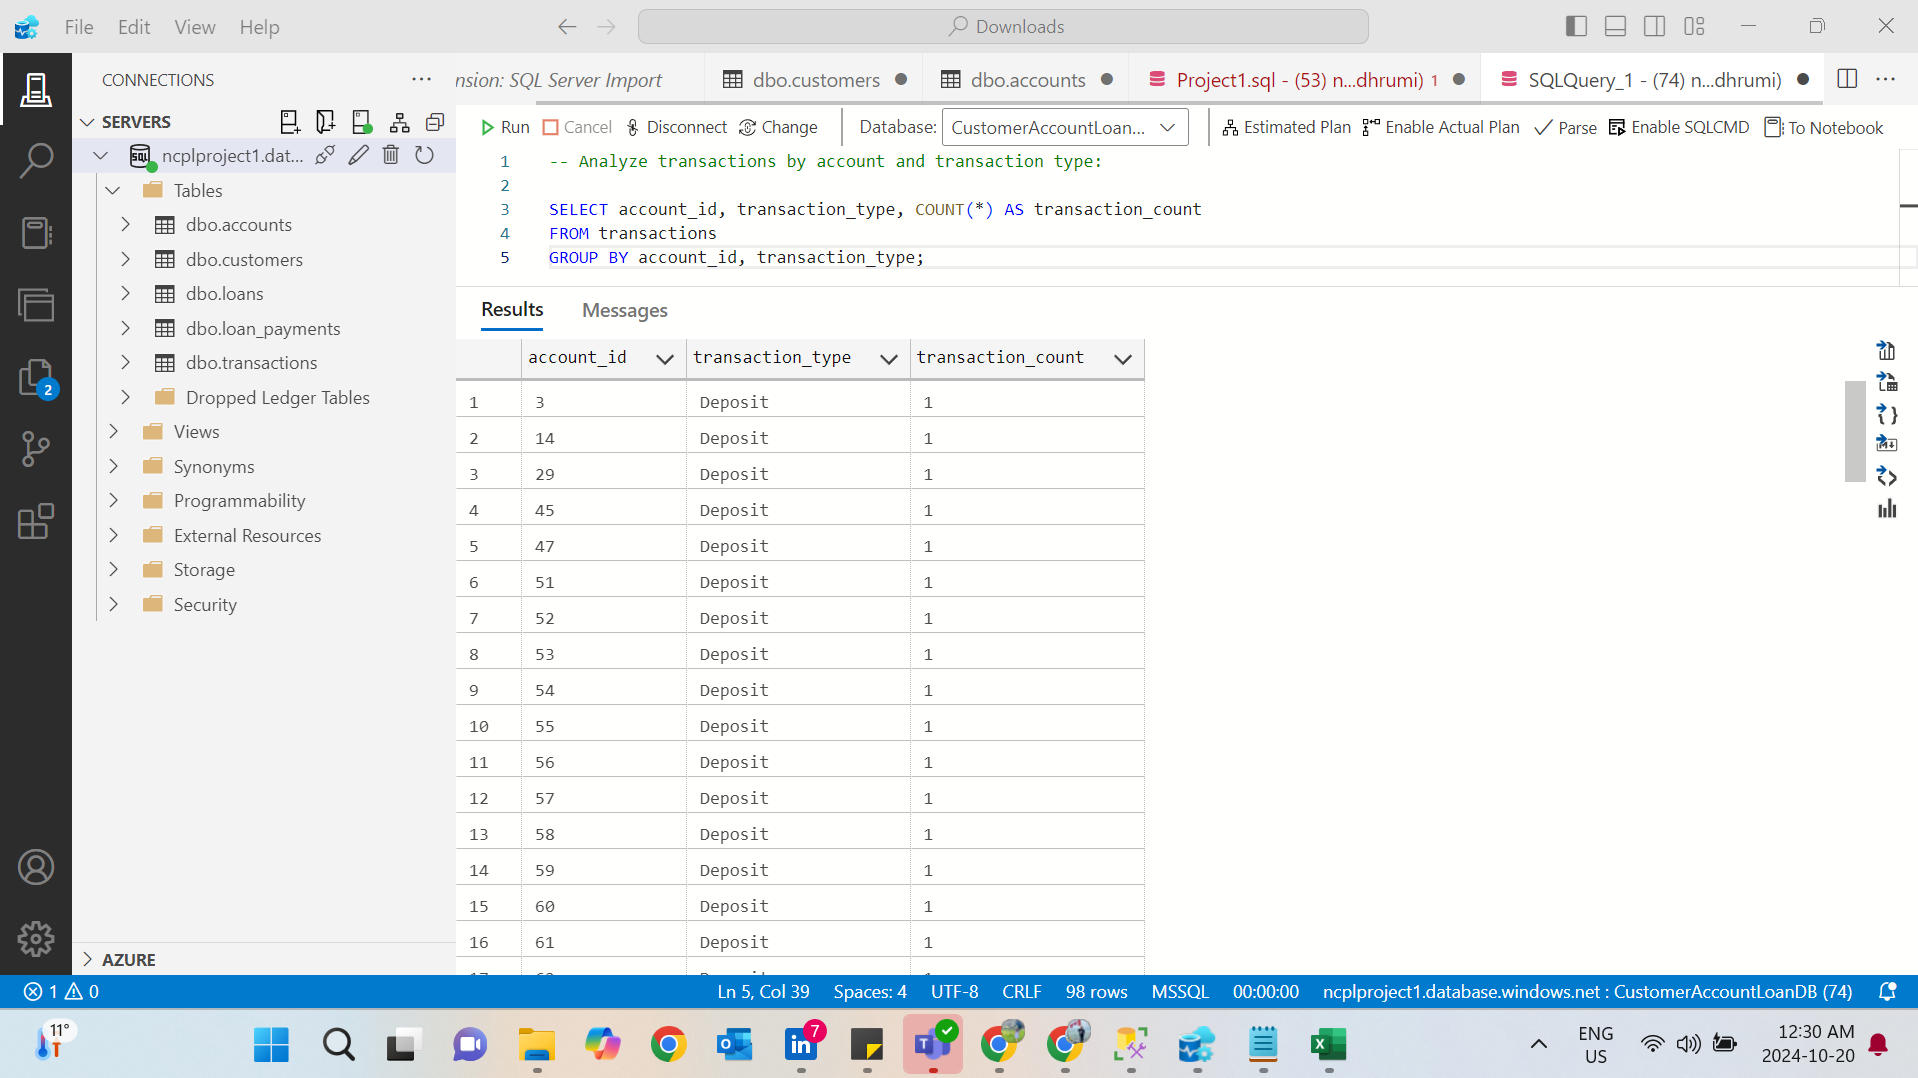 File Edit View Help
Downloads
CONNECTIONS
nsion: SQL Server Import
dbo.customers
dbo.accounts
Project1.sql - (53) n...dhrumi) 1
SQLQuery_1 - (74) n...dhrumi)
SERVERS
Run Cancel Disconnect Change Database: CustomerAccountLoan... Estimated Plan Enable Actual Plan Parse Enable SQLCMD To Notebook
ncplproject1.dat...
Tables
dbo.accounts
dbo.customers
dbo.loans
dbo.loan_payments
dbo.transactions
Dropped Ledger Tables
Views
Synonyms
Programmability
External Resources
Storage
Security
AZURE
2
1 -- Analyze transactions by account and transaction type:
2
3 SELECT account_id, transaction_type, COUNT(*) AS transaction_count
4 FROM transactions
5 GROUP BY account_id, transaction_type;
Results Messages
account_id transaction_type transaction_count
1 3 Deposit 1
2 14 Deposit 1
3 29 Deposit 1
4 45 Deposit 1
5 47 Deposit 1
6 51 Deposit 1
7 52 Deposit 1
8 53 Deposit 1
9 54 Deposit 1
10 55 Deposit 1
11 56 Deposit 1
12 57 Deposit 1
13 58 Deposit 1
14 59 Deposit 1
15 60 Deposit 1
16 61 Deposit 1
1 0 Ln 5, Col 39 Spaces: 4 UTF-8 CRLF 98 rows MSSQL 00:00:00 ncplproject1.database.windows.net : CustomerAccountLoanDB (74)
11°
7
ENG
US
12:30 AM
2024-10-20